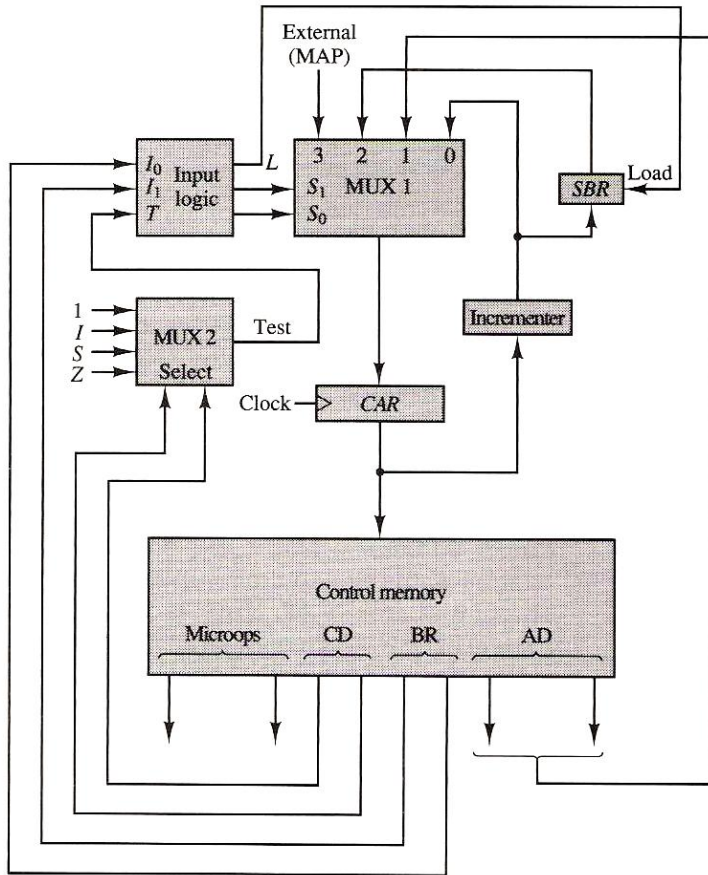 External
(MAP)
L
3 2 1 0
I0 Input
I1 logic
T
S1 MUX 1
S0
SBR
Load
1
I
S
Z
MUX 2
Select
Test
Incrementer
Clock
CAR
Control memory
Microops CD BR AD